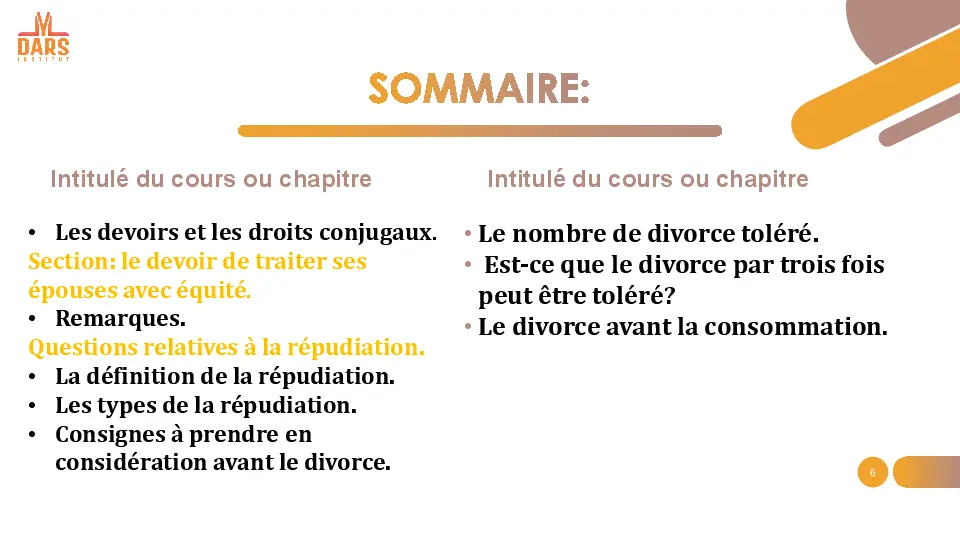 DARS
INSTITUT
SOMMAIRE:
Intitulé du cours ou chapitre
• Les devoirs et les droits conjugaux.
Section: le devoir de traiter ses
épouses avec équité.
• Remarques.
Questions relatives à la répudiation.
• La définition de la répudiation.
• Les types de la répudiation.
• Consignes à prendre en
considération avant le divorce.
Intitulé du cours ou chapitre
• Le nombre de divorce toléré.
• Est-ce que le divorce par trois fois
peut être toléré?
• Le divorce avant la consommation.
6